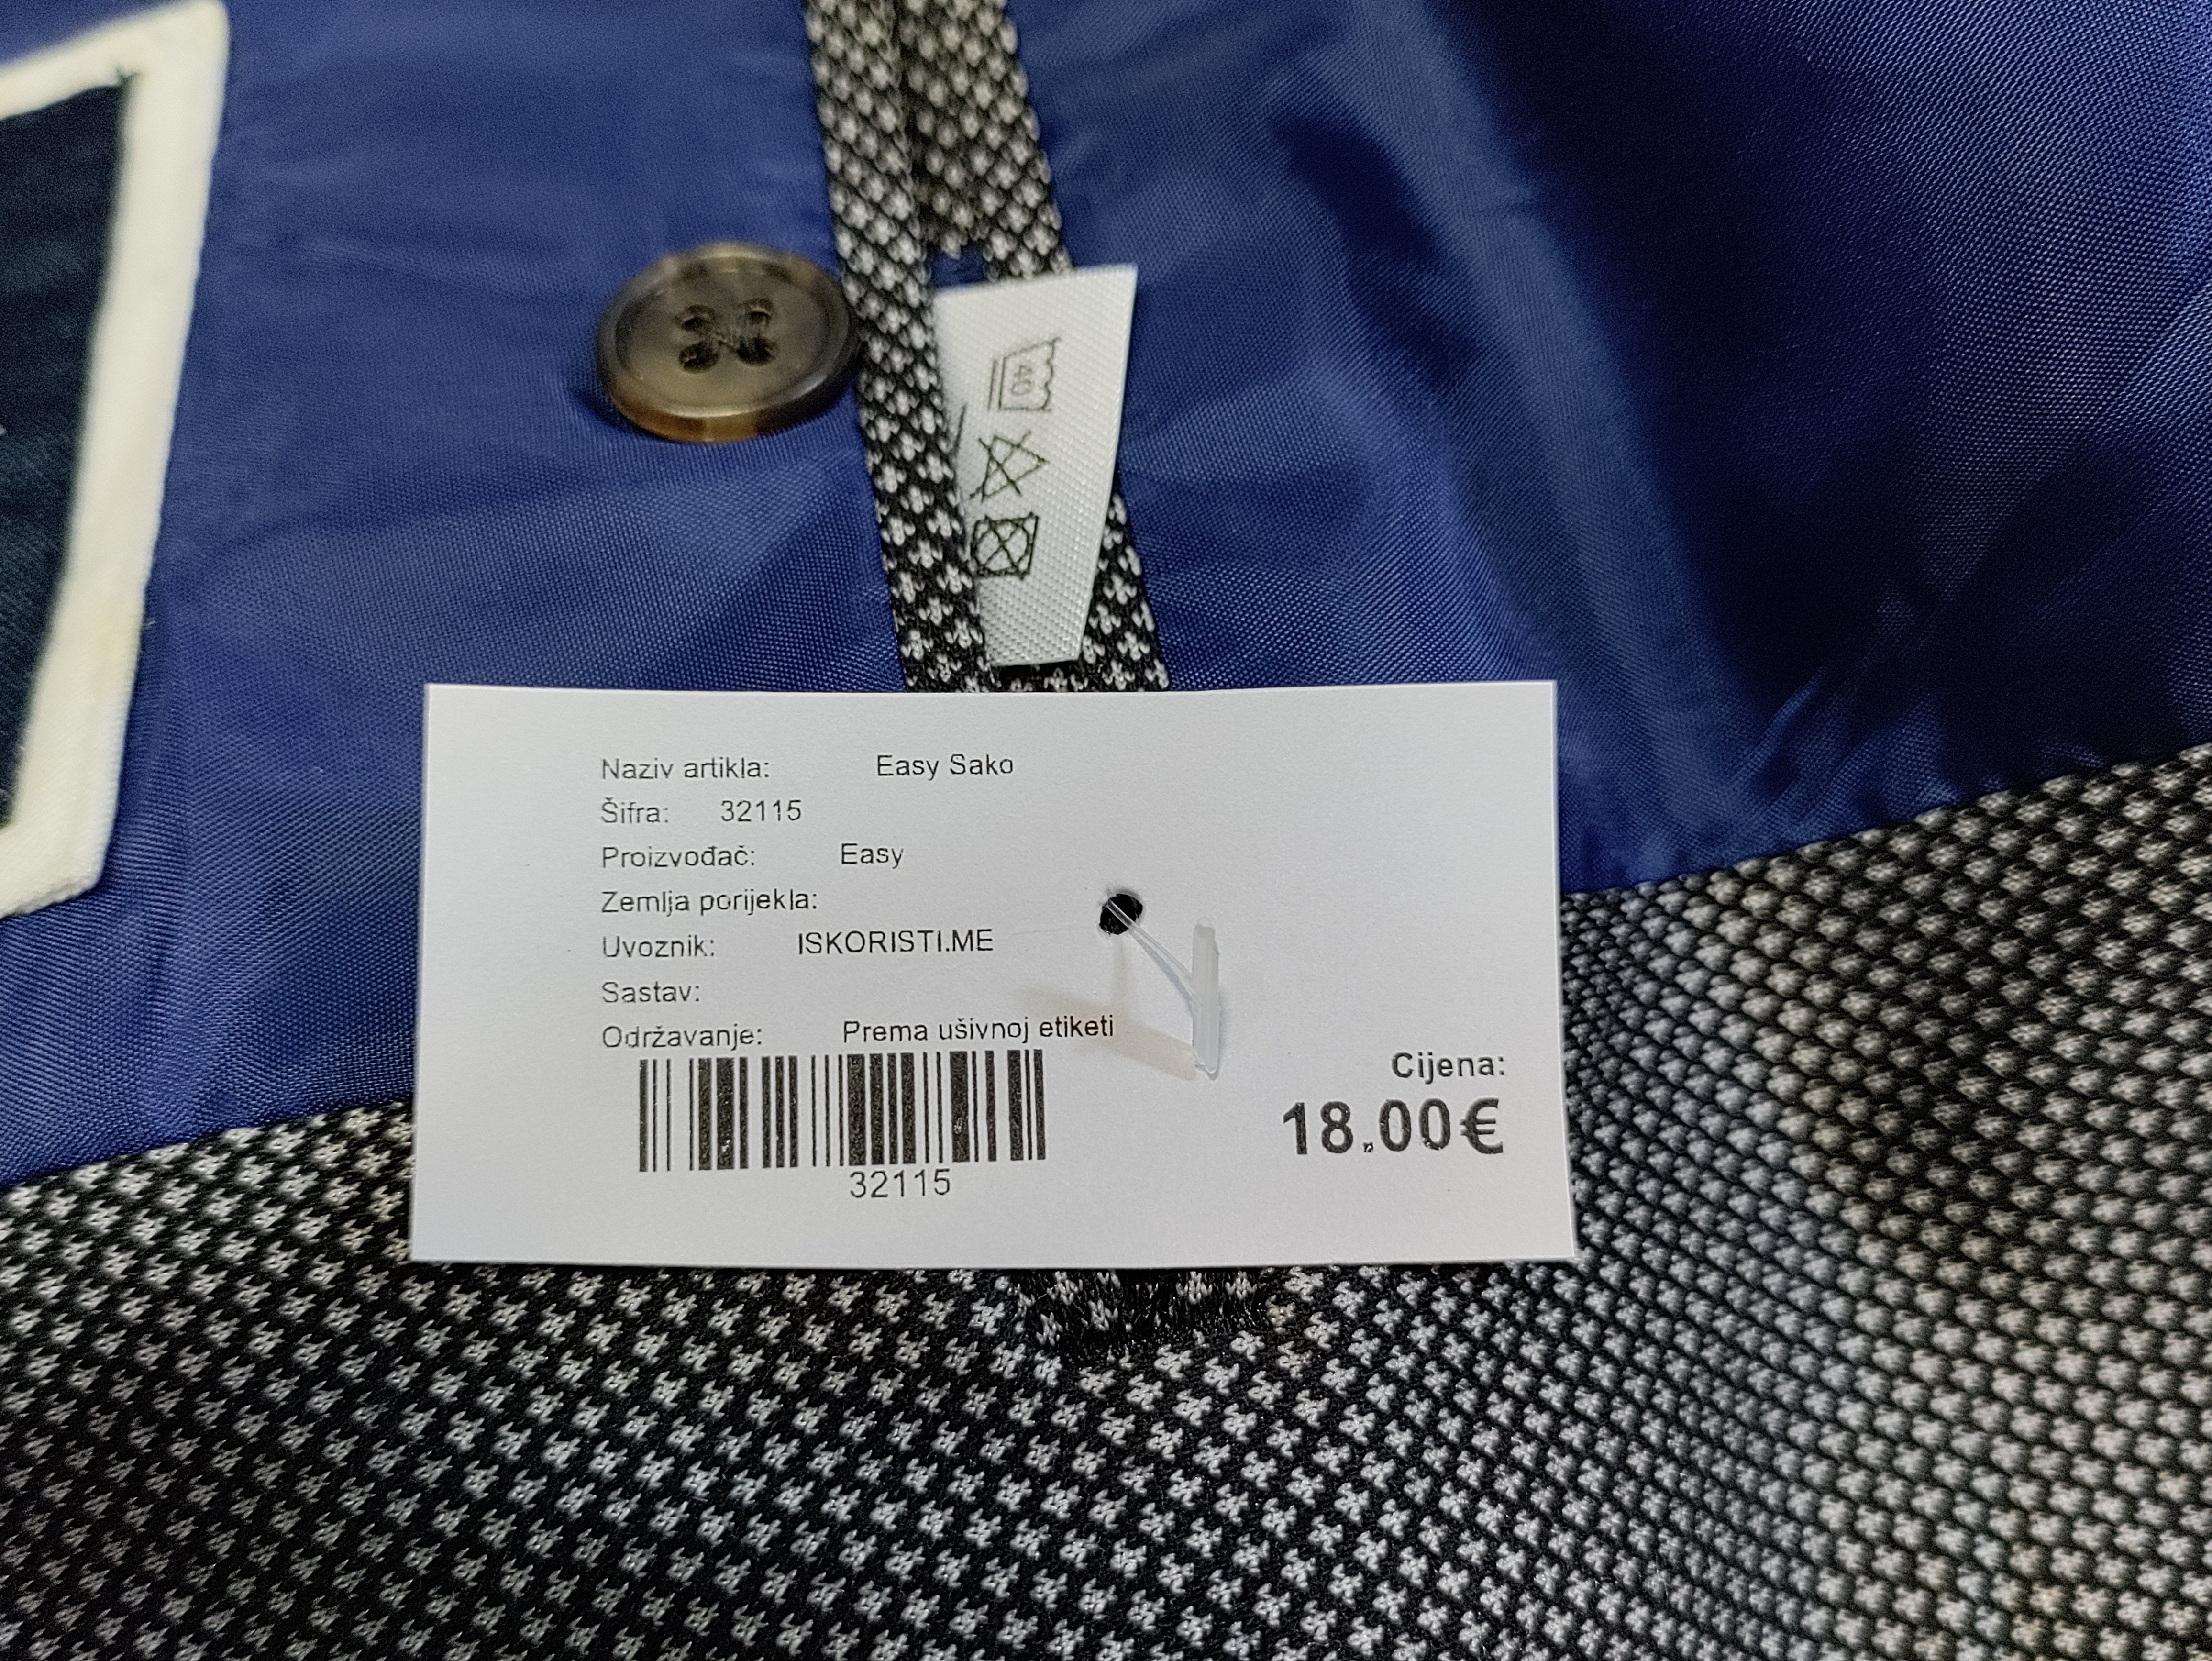 40
Naziv artikla: Easy Sako
Šifra: 32115
Proizvođač: Easy
Zemlja porijekla:
Uvoznik: ISKORISTI.ME
Sastav:
Održavanje: Prema ušivnoj etiketi
32115
Cijena:
18.00€